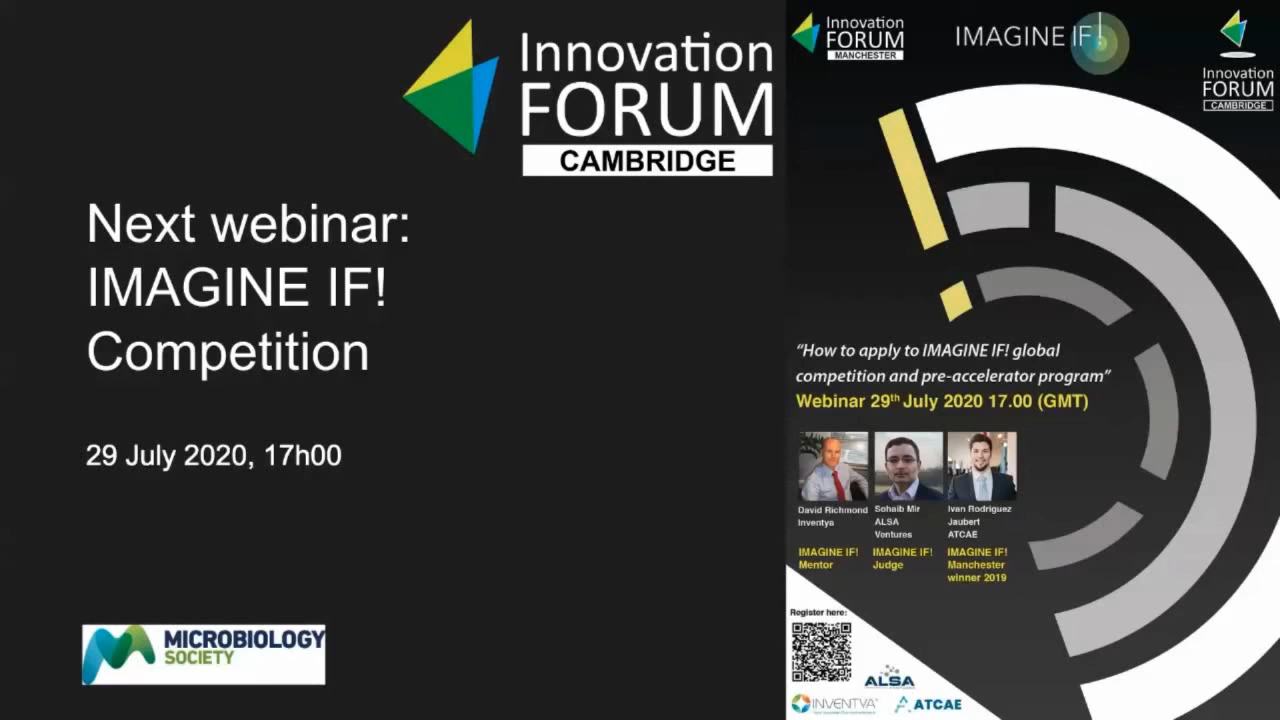 Innovation
FORUM
CAMBRIDGE
Next webinar:
IMAGINE IF!
Competition
29 July 2020, 17h00
MICROBIOLOGY
SOCIETY
Innovation
FORUM
MANCHESTER
IMAGINE IF!
Innovation
FORUM
CAMBRIDGE
“How to apply to IMAGINE IF! global
competition and pre-accelerator program”
Webinar 29th July 2020 17.00 (GMT)
David Richmond
Inventya
IMAGINE IF!
Mentor
Sohaib Mir
ALSA
Ventures
IMAGINE IF!
Judge
Ivan Rodriguez
Jaubert
ATCAE
IMAGINE IF!
Manchester
winner 2019
Register here:
ALSA
INVENTYA
ATCAE